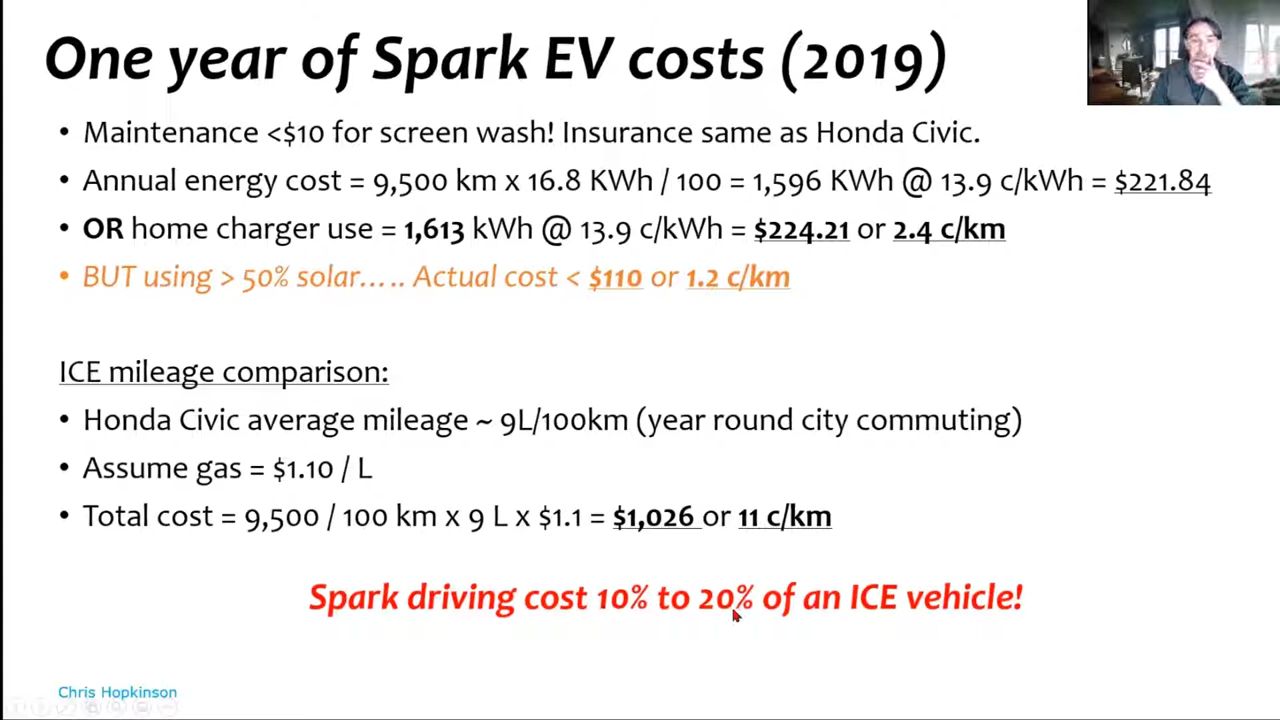 One year of Spark EV costs (2019)
• Maintenance <$10 for screen wash! Insurance same as Honda Civic.
• Annual energy cost = 9,500 km x 16.8 KWh / 100 = 1,596 KWh @ 13.9 c/kWh = $221.84
• OR home charger use = 1,613 kWh @ 13.9 c/kWh = $224.21 or 2.4 c/km
• BUT using > 50% solar..... Actual cost < $110 or 1.2 c/km
ICE mileage comparison:
• Honda Civic average mileage ~ 9L/100km (year round city commuting)
• Assume gas = $1.10 / L
• Total cost = 9,500 / 100 km x 9 L x $1.1 = $1,026 or 11 c/km
Spark driving cost 10% to 20% of an ICE vehicle!
Chris Hopkinson